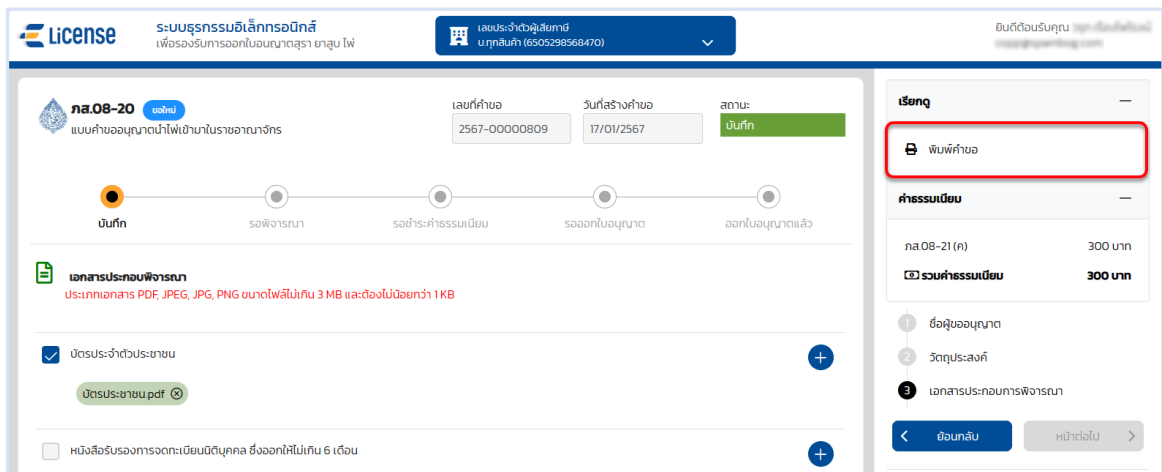 License
ระบบธุรกรรมอิเล็กทรอนิกส์
เพื่อรองรับการออกใบอนุญาตสุรา ยาสูบ ไพ่
เลขประจำตัวผู้เสียภาษี
บ.ทุกสินค้า (6505298568470)
ยินดีต้อนรับคุณ
ภส.08-20 ขอใหม่
แบบคำขออนุญาตนำไพ่เข้ามาในราชอาณาจักร
เลขที่คำขอ วันที่สร้างคำขอ สถานะ
2567-00000809 17/01/2567 บันทึก
บันทึก รอพิจารณา รอชำระค่าธรรมเนียม รอออกใบอนุญาต ออกใบอนุญาตแล้ว
เอกสารประกอบพิจารณา
ประเภทเอกสาร PDF, JPEG, JPG, PNG ขนาดไฟล์ไม่เกิน 3 MB และต้องไม่น้อยกว่า 1 KB
บัตรประจำตัวประชาชน
บัตรประชาชน.pdf
หนังสือรับรองการจดทะเบียนนิติบุคคล ซึ่งออกให้ไม่เกิน 6 เดือน
เรียกดู
พิมพ์คำขอ
ค่าธรรมเนียม
ภส.08-21 (ค) 300 บาท
รวมค่าธรรมเนียม 300 บาท
1 ชื่อผู้ขออนุญาต
2 วัตถุประสงค์
3 เอกสารประกอบการพิจารณา
ย้อนกลับ หน้าต่อไป